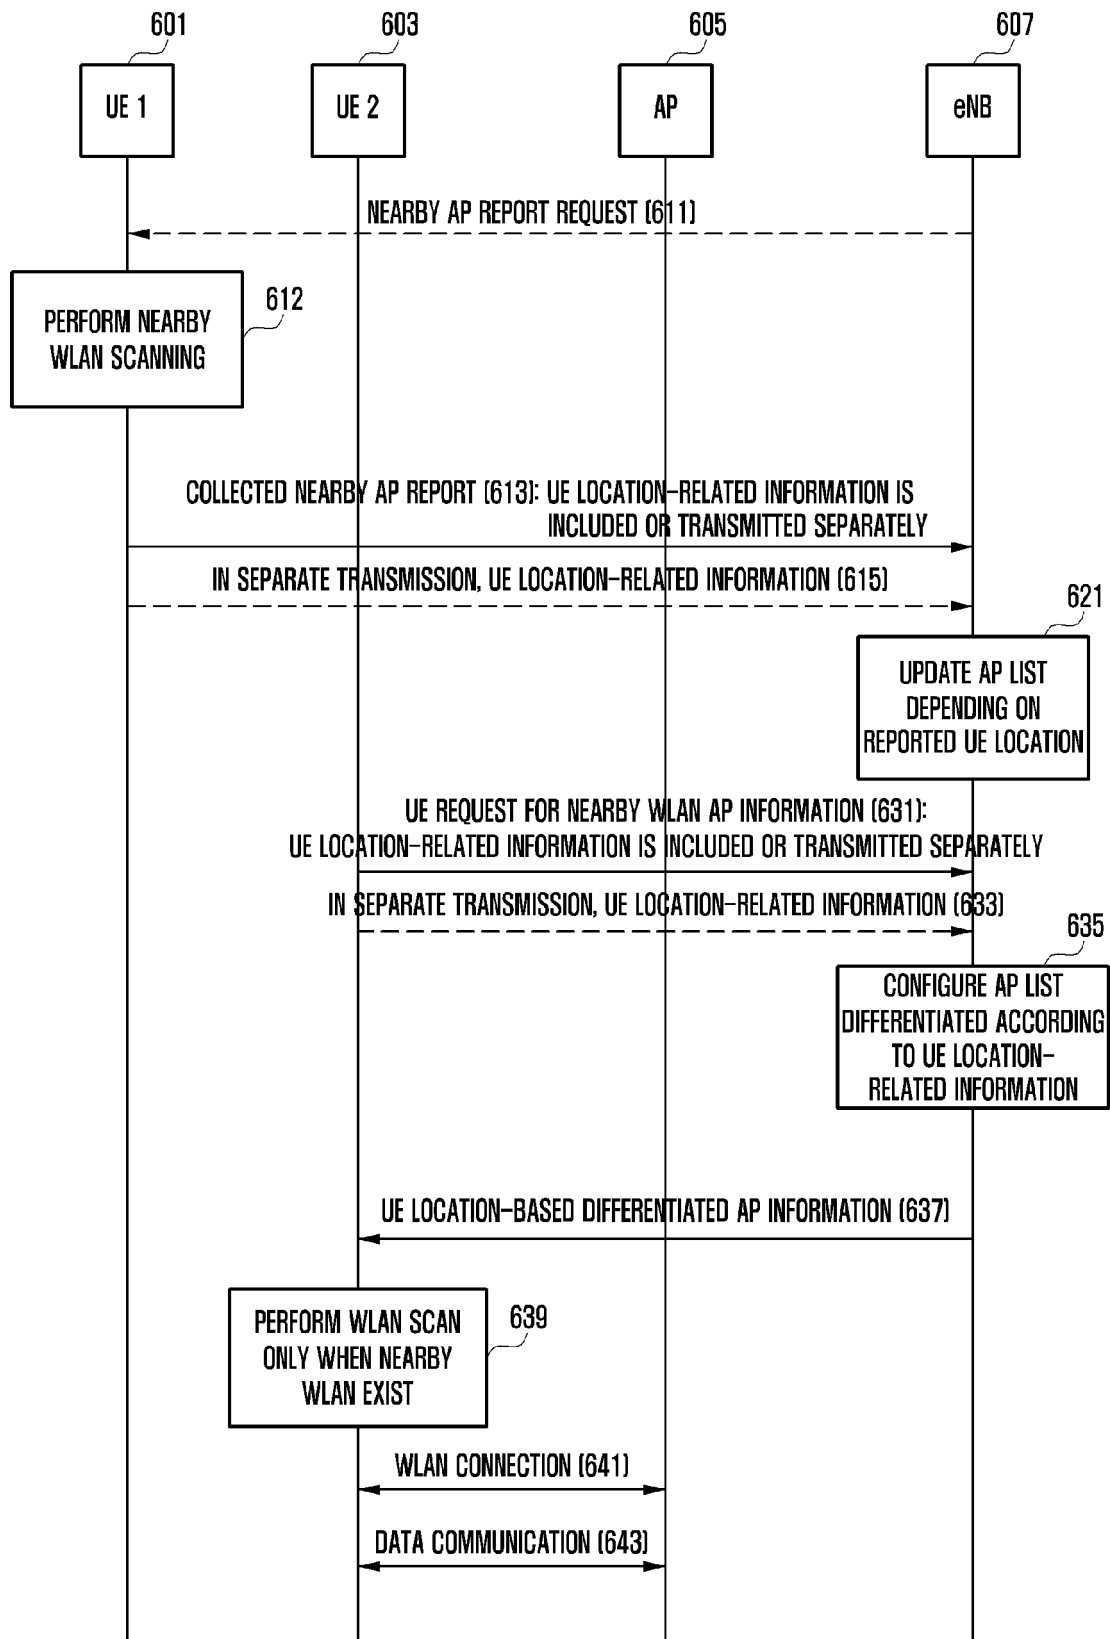 601
603
605
607
UE 1
UE 2
AP
eNB
NEARBY AP REPORT REQUEST (611)
612
PERFORM NEARBY
WLAN SCANNING
COLLECTED NEARBY AP REPORT (613): UE LOCATION-RELATED INFORMATION IS
INCLUDED OR TRANSMITTED SEPARATELY
IN SEPARATE TRANSMISSION, UE LOCATION-RELATED INFORMATION (615)
621
UPDATE AP LIST
DEPENDING ON
REPORTED UE LOCATION
UE REQUEST FOR NEARBY WLAN AP INFORMATION (631):
UE LOCATION-RELATED INFORMATION IS INCLUDED OR TRANSMITTED SEPARATELY
IN SEPARATE TRANSMISSION, UE LOCATION-RELATED INFORMATION (633)
635
CONFIGURE AP LIST
DIFFERENTIATED ACCORDING
TO UE LOCATION-
RELATED INFORMATION
UE LOCATION-BASED DIFFERENTIATED AP INFORMATION (637)
639
PERFORM WLAN SCAN
ONLY WHEN NEARBY
WLAN EXIST
WLAN CONNECTION (641)
DATA COMMUNICATION (643)